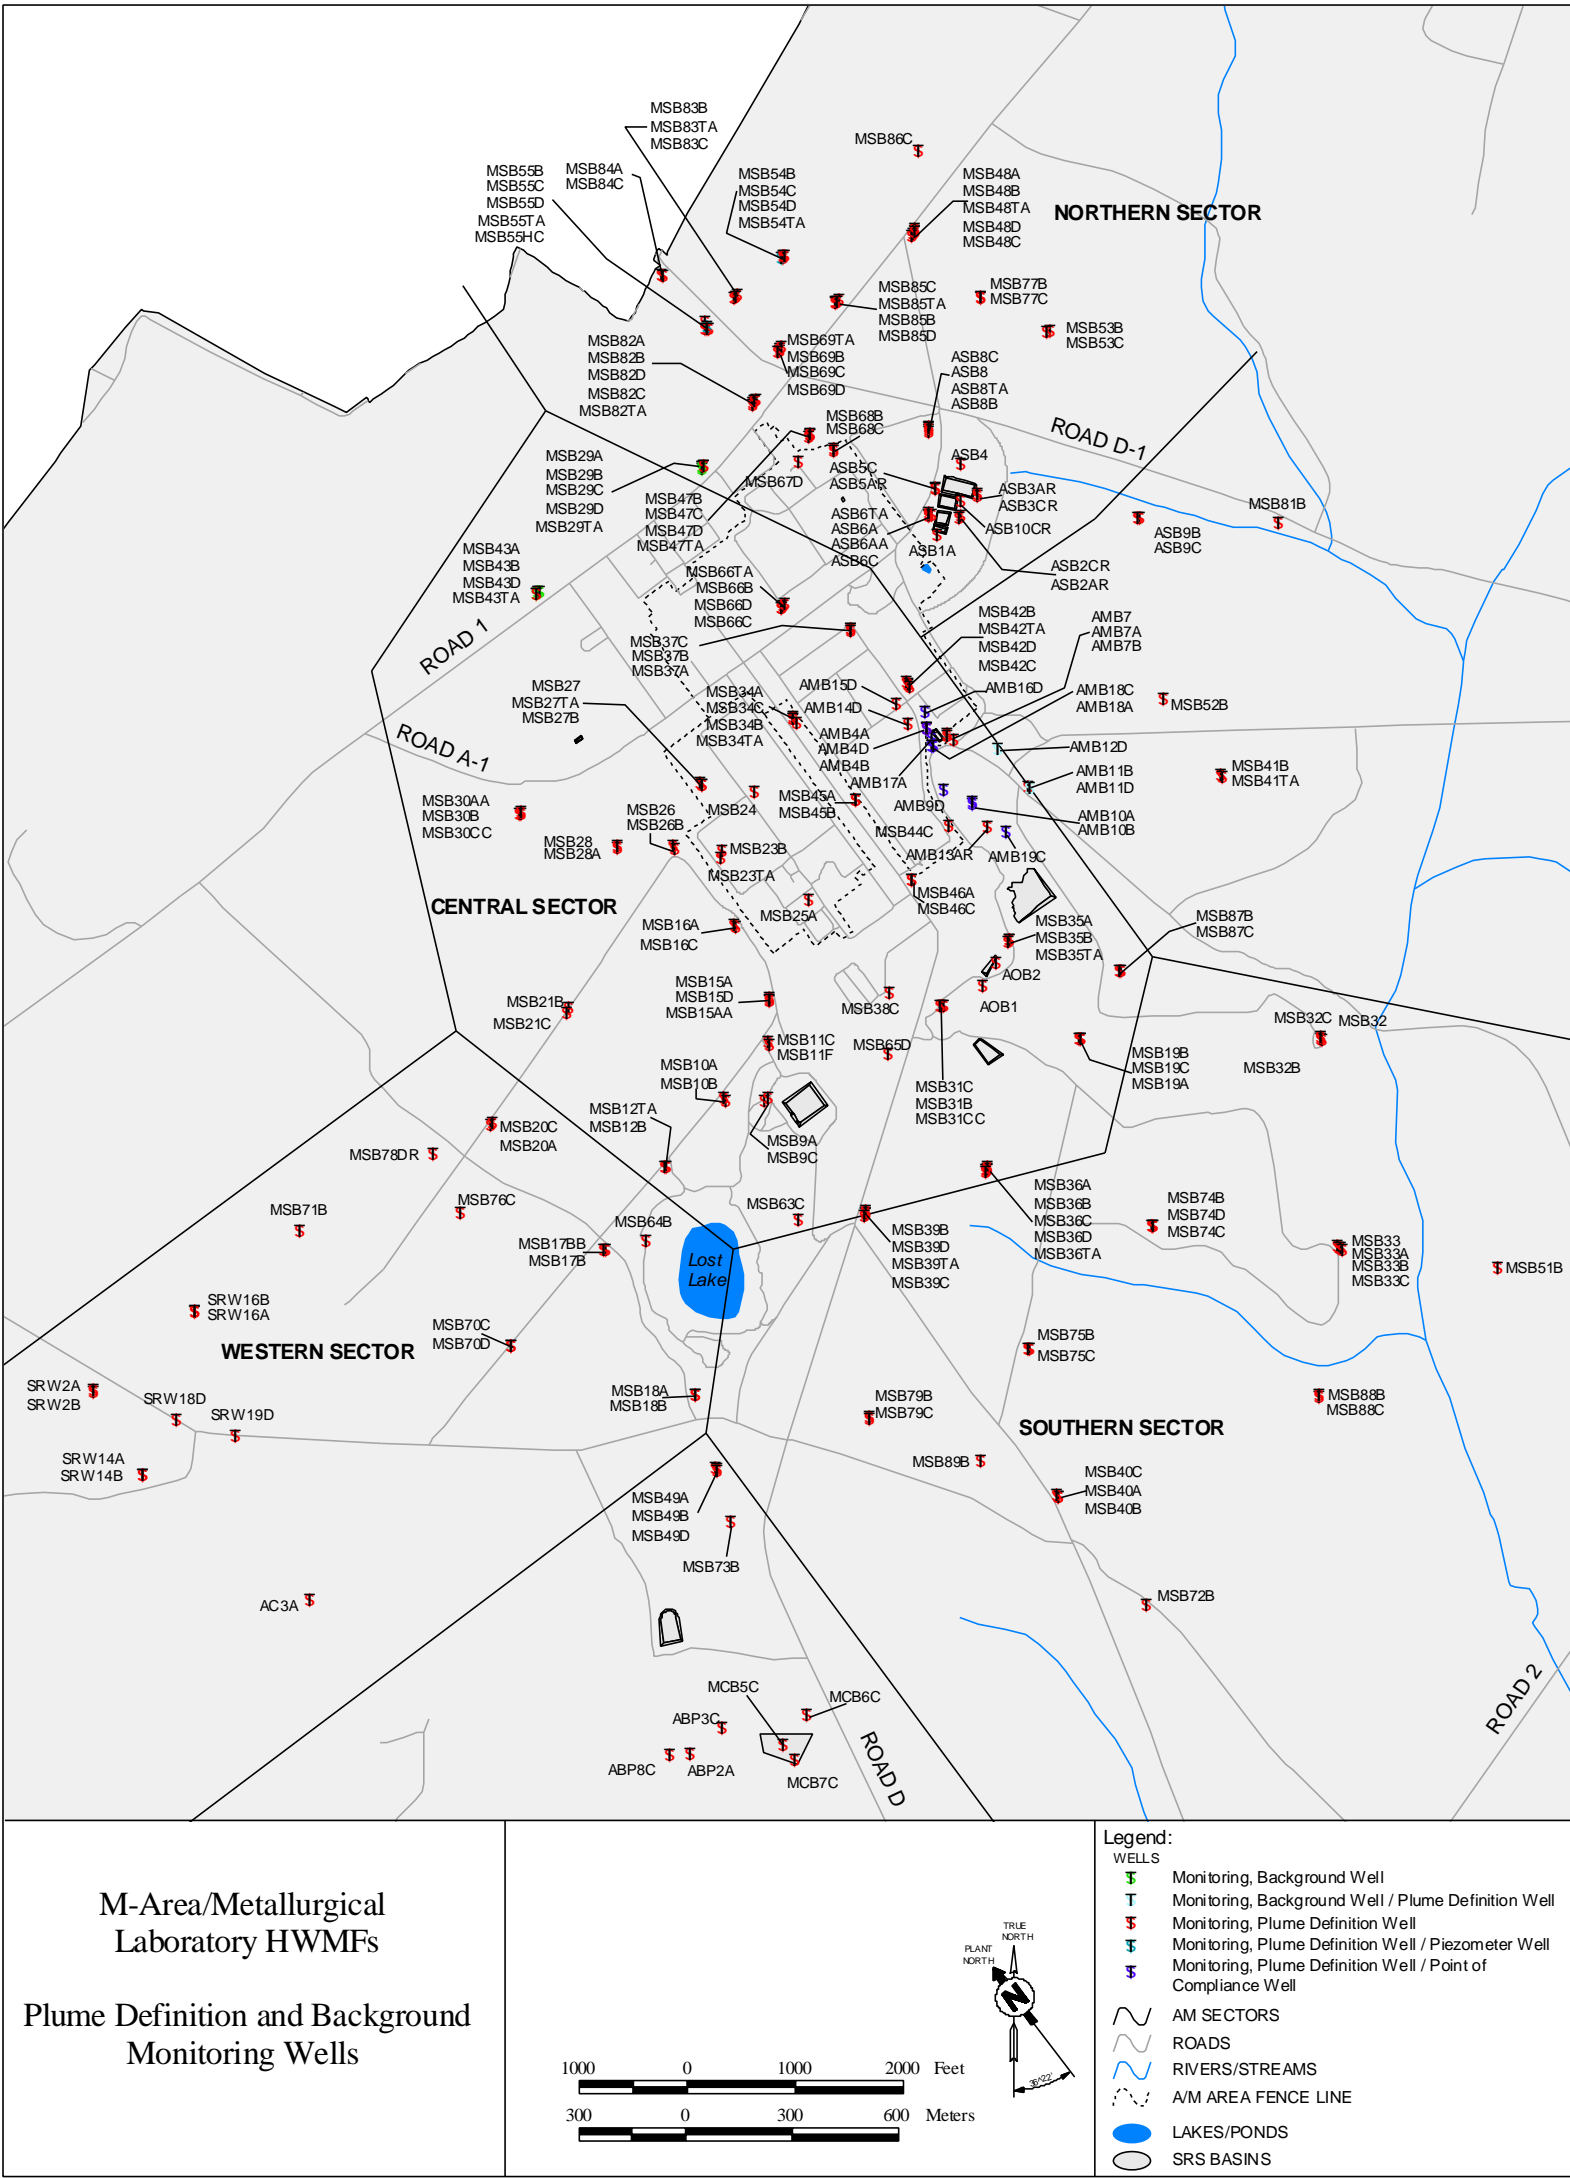 MSB83B
MSB83TA
MSB83C
MSB86C
MSB55B
MSB55C
MSB55D
MSB55TA
MSB55HC
MSB84A
MSB84C
MSB54B
MSB54C
MSB54D
MSB54TA
MSB48A
MSB48B
MSB48TA
MSB48D
MSB48C
NORTHERN SECTOR
MSB85C
MSB85TA
MSB85B
MSB85D
MSB77B
MSB77C
MSB53B
MSB53C
MSB82A
MSB82B
MSB82D
MSB82C
MSB82TA
MSB69TA
MSB69B
MSB69C
MSB69D
ASB8C
ASB8
ASB8TA
ASB8B
MSB68B
MSB68C
ROAD D-1
MSB29A
MSB29B
MSB29C
MSB29D
MSB29TA
MSB67D
ASB4
ASB5C
ASB5AR
ASB3AR
ASB3CR
MSB81B
MSB47B
MSB47C
MSB47D
MSB47TA
ASB6TA
ASB6A
ASB6AA
ASB6C
ASB10CR
ASB1A
ASB9B
ASB9C
ASB2CR
ASB2AR
MSB43A
MSB43B
MSB43D
MSB43TA
MSB66TA
MSB66B
MSB66D
MSB66C
ROAD 1
MSB42B
MSB42TA
MSB42D
MSB42C
AMB7
AMB7A
AMB7B
MSB37C
MSB37B
MSB37A
MSB27
MSB27TA
MSB27B
MSB34A
MSB34C
MSB34B
MSB34TA
AMB15D
AMB14D
AMB16D
AMB18C
AMB18A
MSB52B
ROAD A-1
AMB4A
AMB4D
AMB4B
AMB17A
AMB12D
AMB11B
AMB11D
MSB41B
MSB41TA
MSB30AA
MSB30B
MSB30CC
MSB26
MSB26B
MSB24
MSB45A
MSB45B
AMB9D
AMB10A
AMB10B
MSB28
MSB28A
MSB23B
MSB23TA
MSB44C
AMB13AR
AMB19C
CENTRAL SECTOR
MSB25A
MSB46A
MSB46C
MSB16A
MSB16C
MSB35A
MSB35B
MSB35TA
MSB87B
MSB87C
AOB2
AOB1
MSB15A
MSB15D
MSB15AA
MSB38C
MSB21B
MSB21C
MSB32C
MSB32
MSB32B
MSB11C
MSB11F
MSB65D
MSB19B
MSB19C
MSB19A
MSB10A
MSB10B
MSB31C
MSB31B
MSB31CC
MSB12TA
MSB12B
MSB20C
MSB20A
MSB9A
MSB9C
MSB78DR
MSB76C
MSB71B
MSB63C
MSB64B
MSB17BB
MSB17B
MSB36A
MSB36B
MSB36C
MSB36D
MSB36TA
MSB74B
MSB74D
MSB74C
MSB39B
MSB39D
MSB39TA
MSB39C
Lost
Lake
MSB33
MSB33A
MSB33B
MSB33C
MSB51B
SRW16B
SRW16A
WESTERN SECTOR
MSB70C
MSB70D
MSB75B
MSB75C
SRW2A
SRW2B
SRW18D
SRW19D
MSB18A
MSB18B
MSB79B
MSB79C
MSB88B
MSB88C
SOUTHERN SECTOR
SRW14A
SRW14B
MSB89B
MSB49A
MSB49B
MSB49D
MSB40C
MSB40A
MSB40B
MSB73B
AC3A
MSB72B
MCB5C
MCB6C
ABP3C
ABP8C
ABP2A
MCB7C
ROAD D
ROAD 2
M-Area/Metallurgical
Laboratory HWMFs
Plume Definition and Background
Monitoring Wells
1000 0 1000 2000 Feet
300 0 300 600 Meters
TRUE
NORTH
PLANT
NORTH
N
36^22'
Legend:
WELLS
Monitoring, Background Well
Monitoring, Background Well / Plume Definition Well
Monitoring, Plume Definition Well
Monitoring, Plume Definition Well / Piezometer Well
Monitoring, Plume Definition Well / Point of
Compliance Well
AM SECTORS
ROADS
RIVERS/STREAMS
A/M AREA FENCE LINE
LAKES/PONDS
SRS BASINS